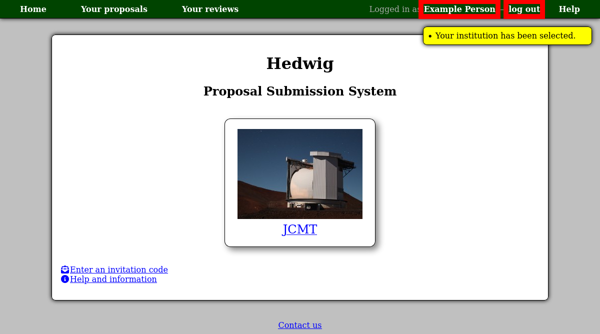 Home Your proposals Your reviews Logged in as Example Person — log out Help
• Your institution has been selected.
Hedwig
Proposal Submission System
JCMT
Enter an invitation code
Help and information
Contact us